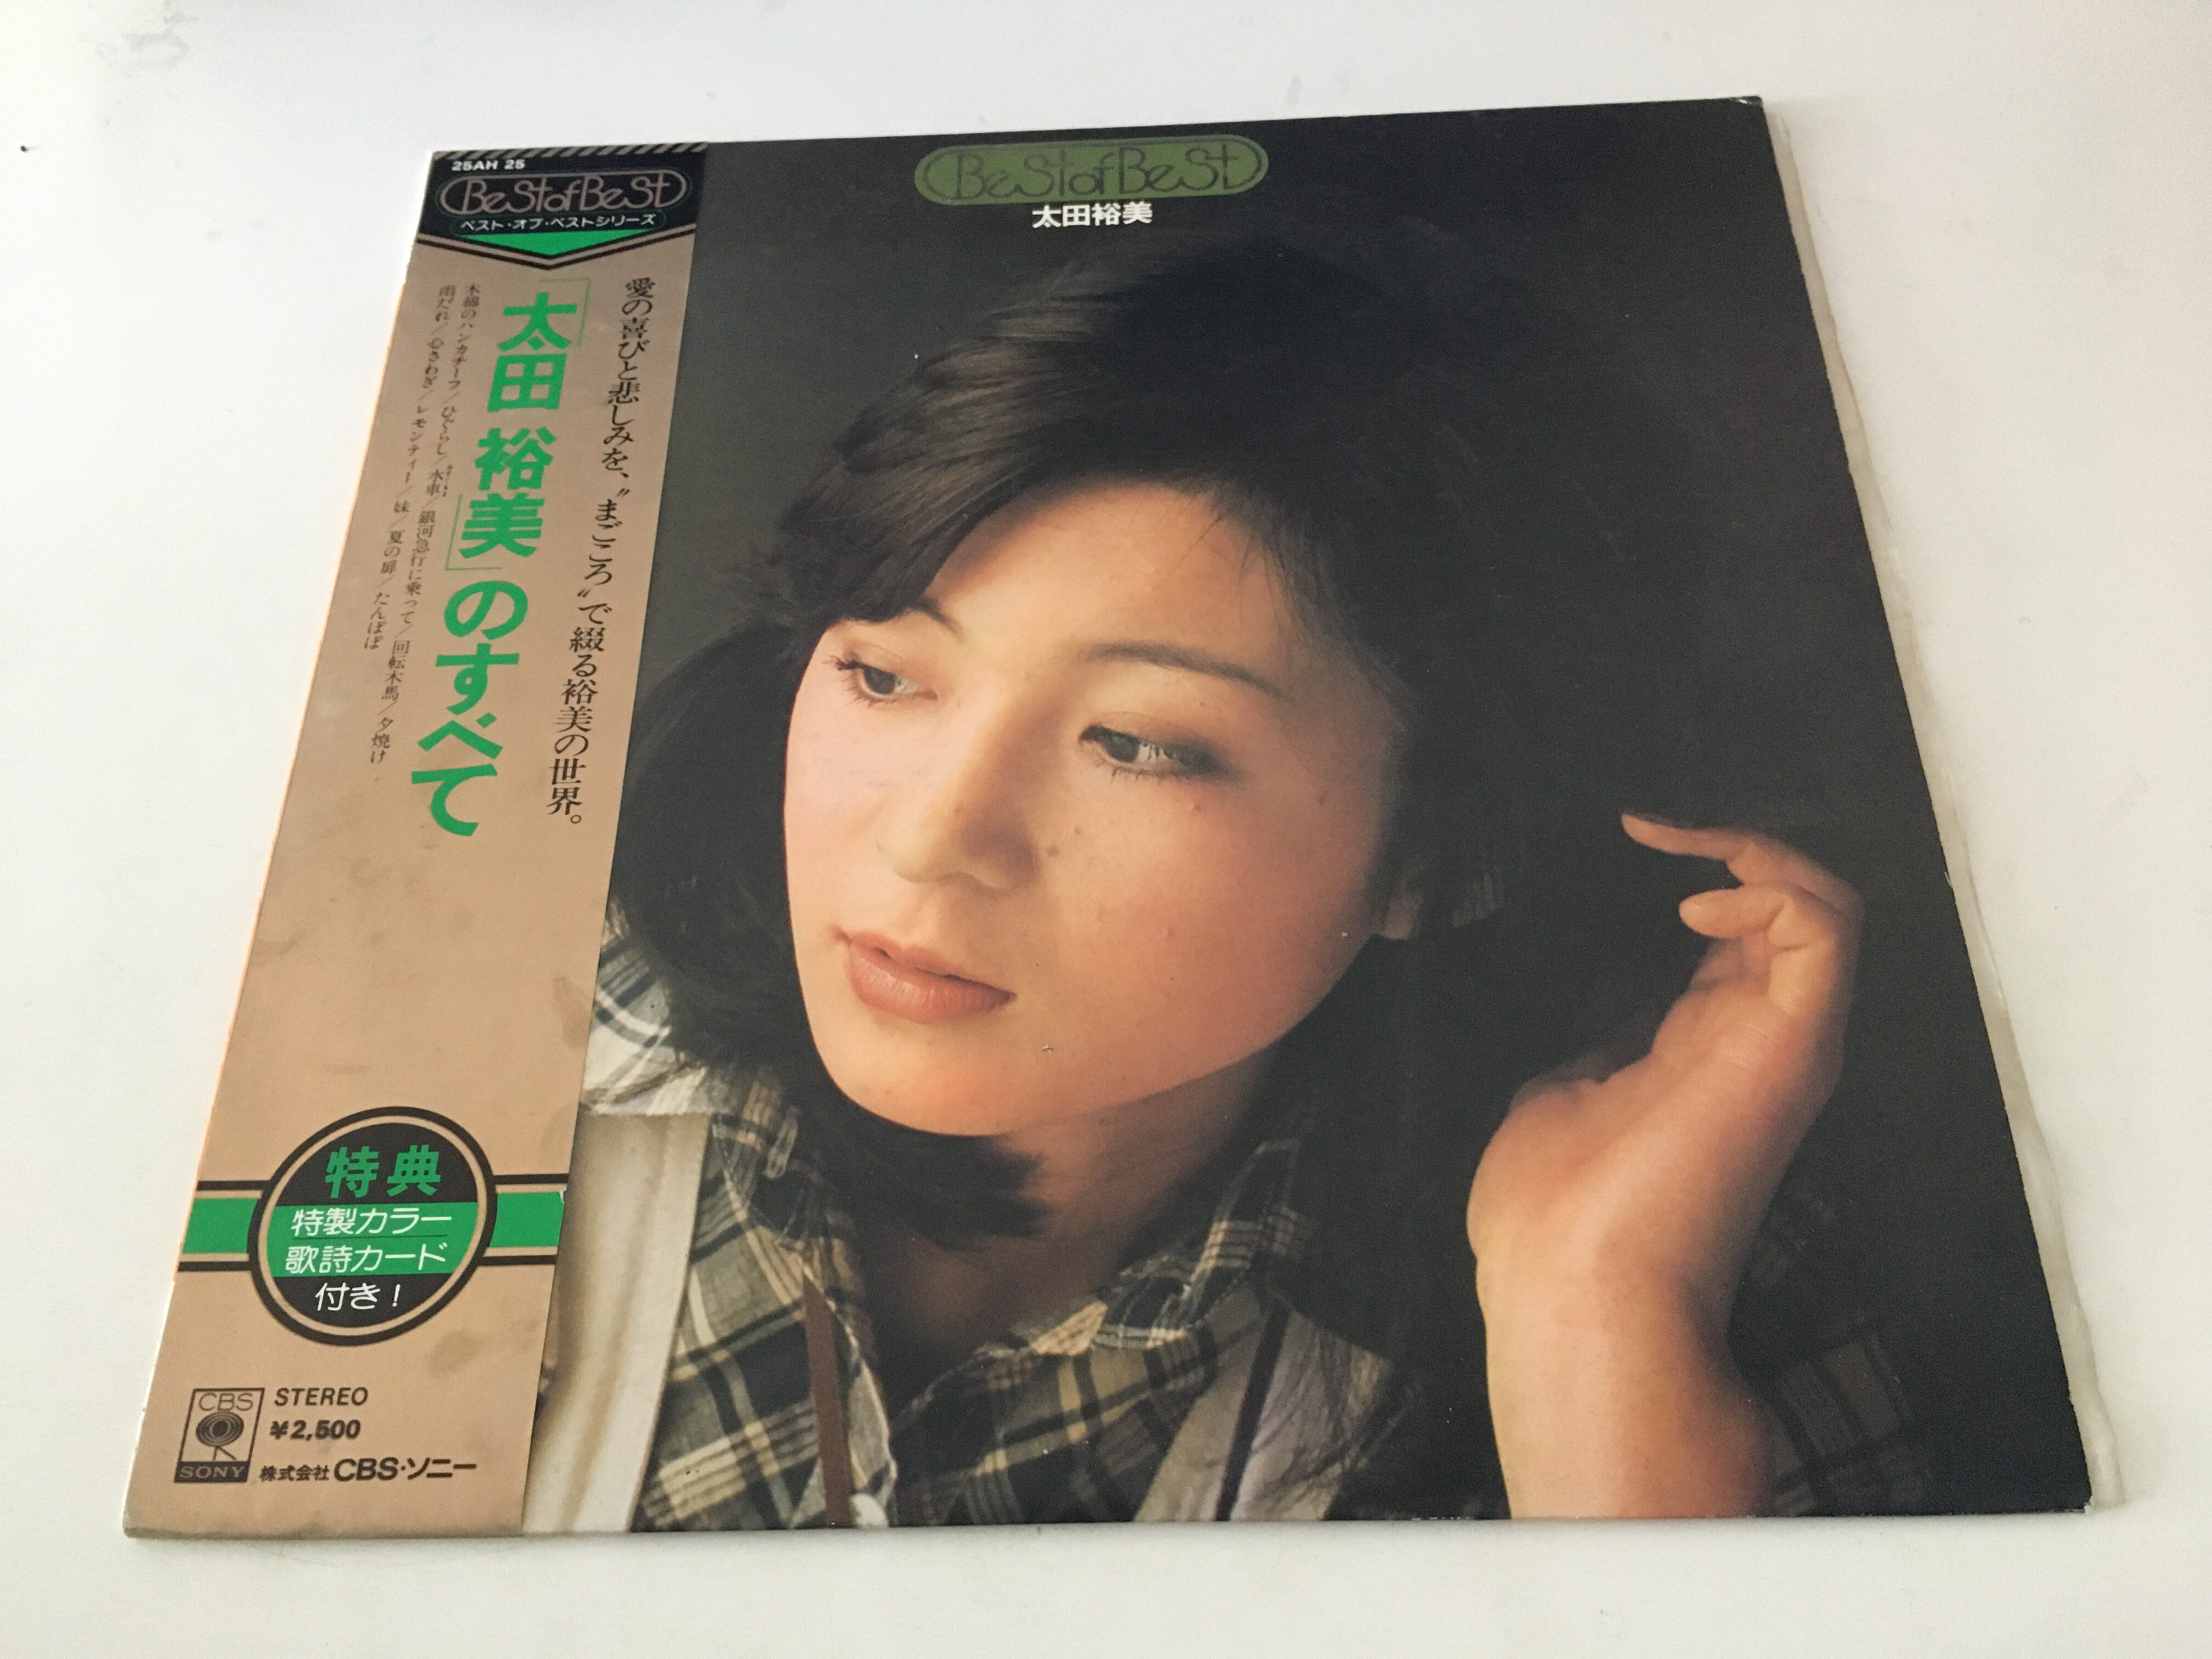 25AH 25
BeStofBeSt
ベスト・オブ・ベストシリーズ
BeStofBeSt
太田裕美
愛の喜びと悲しみを、〝まごころ〟で綴る裕美の世界。
「太田裕美」のすべて
木綿のハンカチーフ／ひぐらし／水車／銀河急行に乗って／回転木馬／夕焼け
雨だれ／心さわぎ／レモンティー／妹／夏の扉／たんぽぽ
特典
特製カラー
歌詩カード
付き！
CBS
SONY
STEREO
¥2,500
株式会社CBS・ソニー